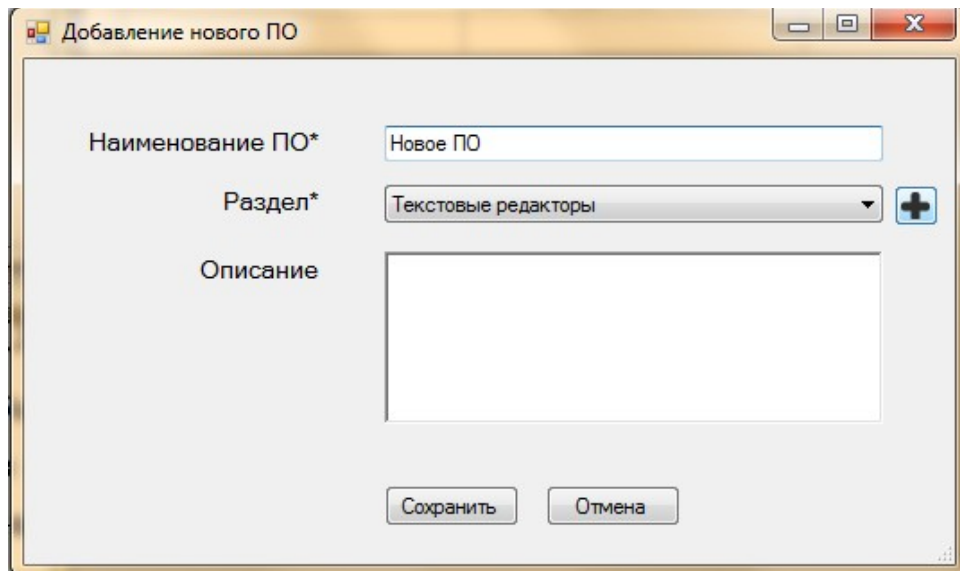 Добавление нового ПО
Наименование ПО* Новое ПО
Раздел* Текстовые редакторы
Описание
Сохранить Отмена